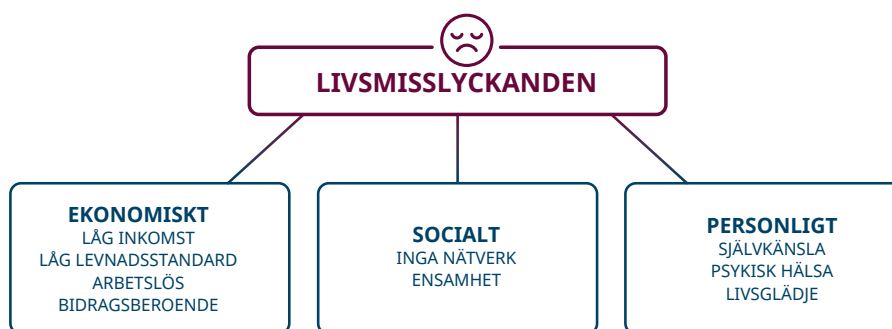 LIVSMISSLYCKANDEN
EKONOMISKT
LÅG INKOMST
LÅG LEVNADSSTANDARD
ARBETSLÖS
BIDRAGSBEROENDE
SOCIALT
INGA NÄTVERK
ENSAMHET
PERSONLIGT
SJÄLVKÄNSLA
PSYKISK HÄLSA
LIVSGLÄDJE